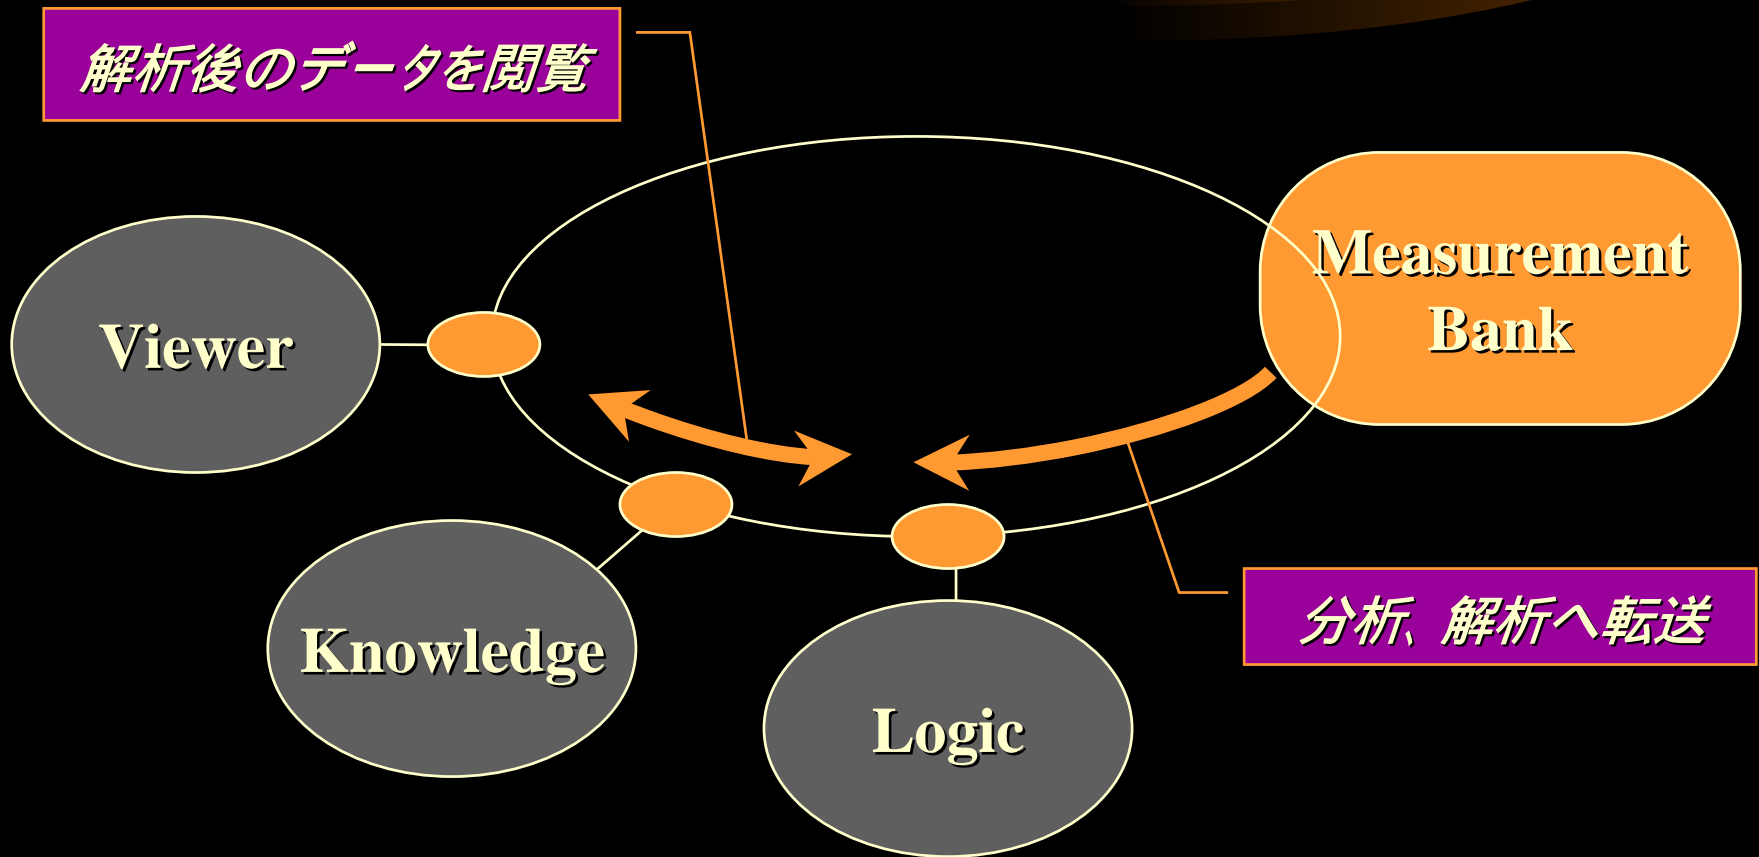 解析後のデータを閲覧
Measurement
Bank
Viewer
Knowledge
分析、解析へ転送
Logic